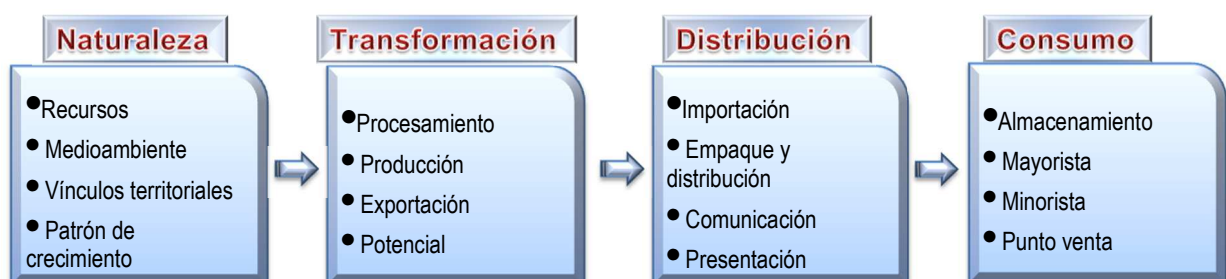 Naturaleza
•Recursos
• Medioambiente
• Vínculos territoriales
• Patrón de
crecimiento
Transformación
•Procesamiento
• Producción
• Exportación
• Potencial
Distribución
•Importación
• Empaque y
distribución
• Comunicación
• Presentación
Consumo
•Almacenamiento
• Mayorista
• Minorista
• Punto venta